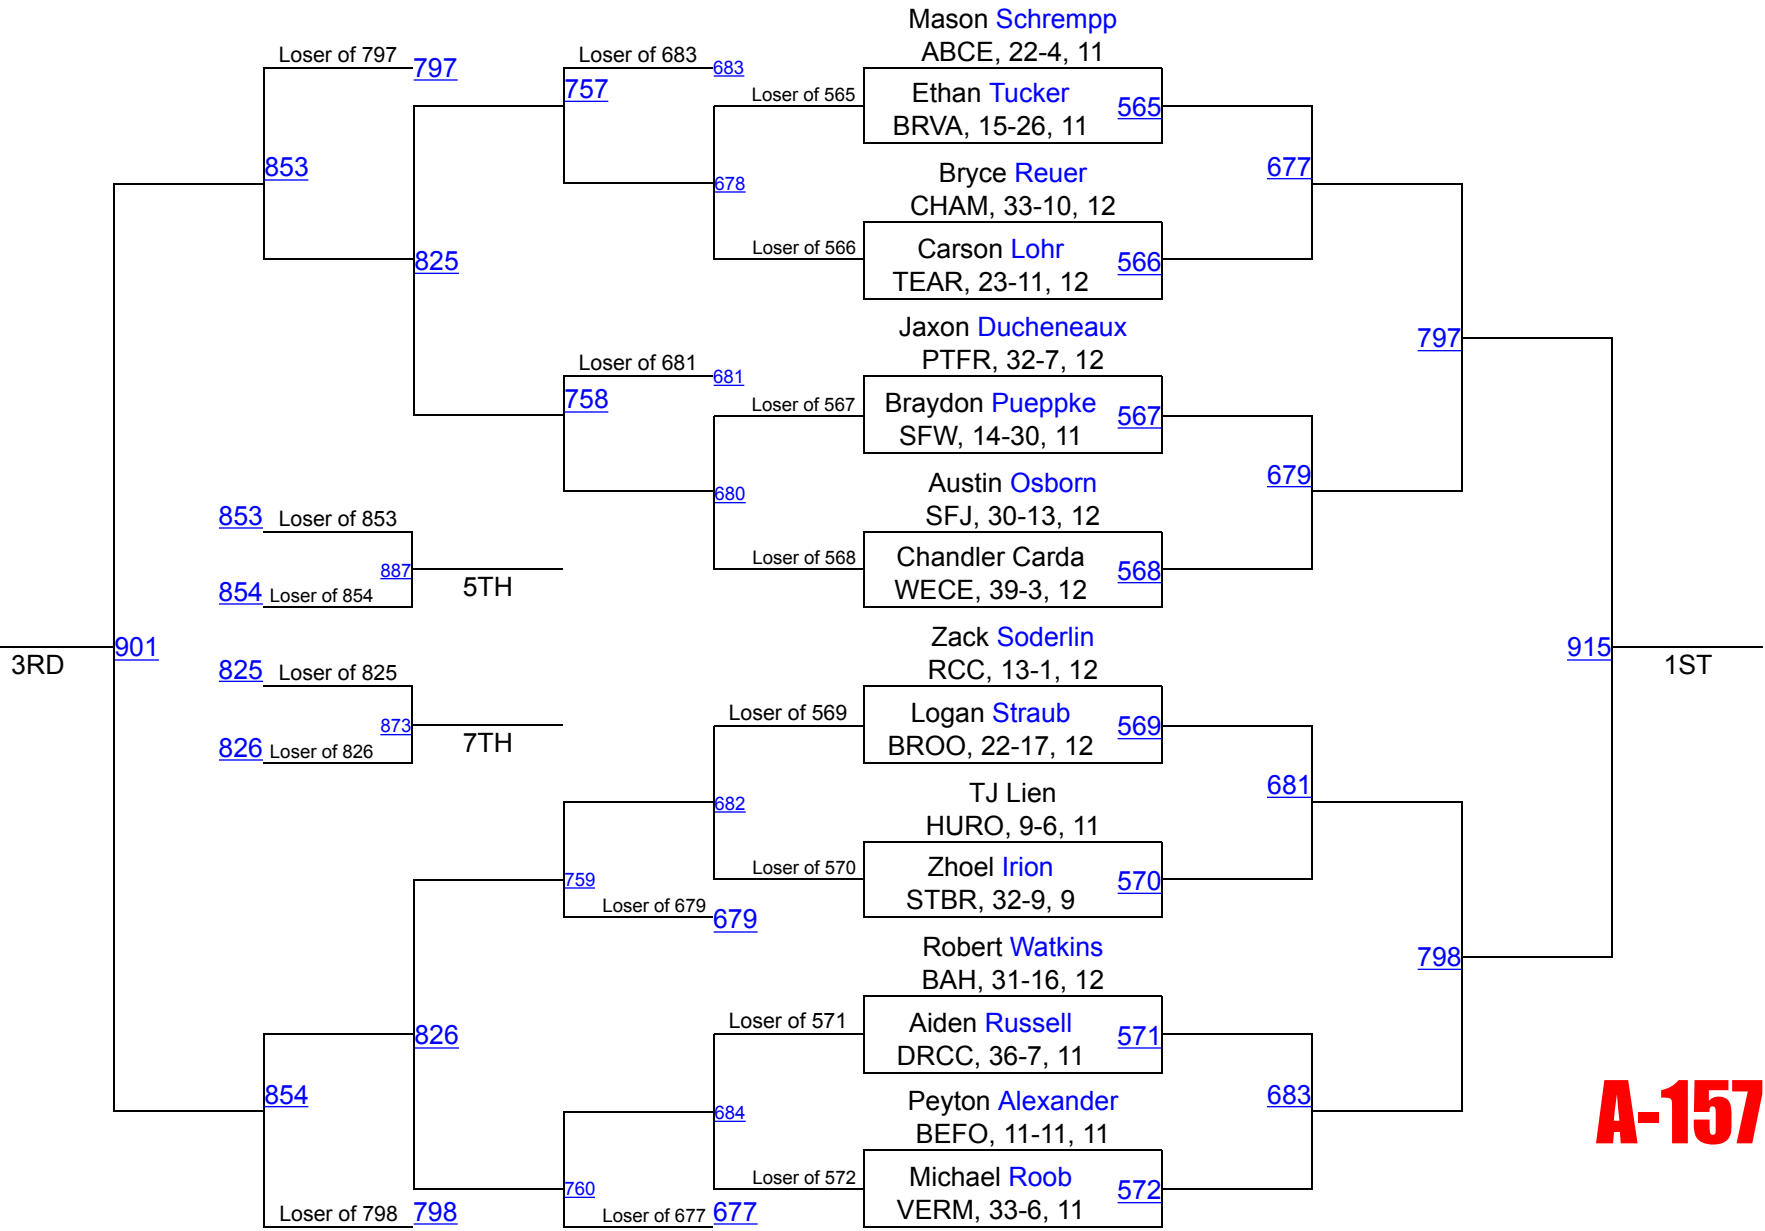 Mason Schrempp
ABCE, 22-4, 11
Loser of 797
797
Loser of 683
683
757
Loser of 565
Ethan Tucker
BRVA, 15-26, 11
565
853
678
Bryce Reuer
CHAM, 33-10, 12
677
825
Loser of 566
Carson Lohr
TEAR, 23-11, 12
566
Jaxon Ducheneaux
PTFR, 32-7, 12
797
Loser of 681
681
758
Loser of 567
Braydon Pueppke
SFW, 14-30, 11
567
680
Austin Osborn
SFJ, 30-13, 12
679
853
Loser of 853
887
5TH
854
Loser of 854
Loser of 568
Chandler Carda
WECE, 39-3, 12
568
Zack Soderlin
RCC, 13-1, 12
3RD
901
915
1ST
825
Loser of 825
873
7TH
826
Loser of 826
Loser of 569
Logan Straub
BROO, 22-17, 12
569
682
TJ Lien
HURO, 9-6, 11
681
759
Loser of 570
Zhoel Irion
STBR, 32-9, 9
570
Loser of 679
679
Robert Watkins
BAH, 31-16, 12
798
826
Loser of 571
Aiden Russell
DRCC, 36-7, 11
571
854
684
Peyton Alexander
BEFO, 11-11, 11
683
A-157
760
Loser of 572
Michael Roob
VERM, 33-6, 11
572
Loser of 798
798
Loser of 677
677